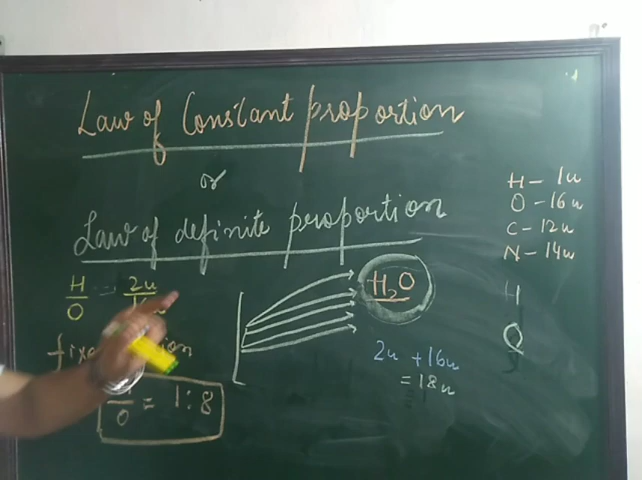 Law of Constant proportion
or
Law of definite proportion
H/O = 2u
H2O
2u + 16u
= 18u
O = 1:8
H - 1u
O - 16u
C - 12u
N - 14u
H
O